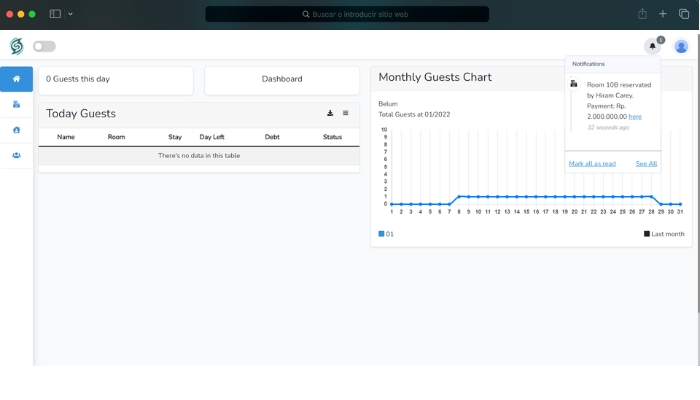 Buscar o introducir sitio web
1
0 Guests this day
Dashboard
Today Guests
Name Room Stay Day Left Debt Status
There's no data in this table
Monthly Guests Chart
Belum
Total Guests at 01/2022
10
9
8
7
6
5
4
3
2
1
0
1 2 3 4 5 6 7 8 9 10 11 12 13 14 15 16 17 18 19 20 21 22 23 24 25 26 27 28 29 30 31
01
Last month
Notifications
Room 10B reservated
by Hiram Carey,
Payment: Rp.
2.000.000,00 here
32 seconds ago
Mark all as read
See All